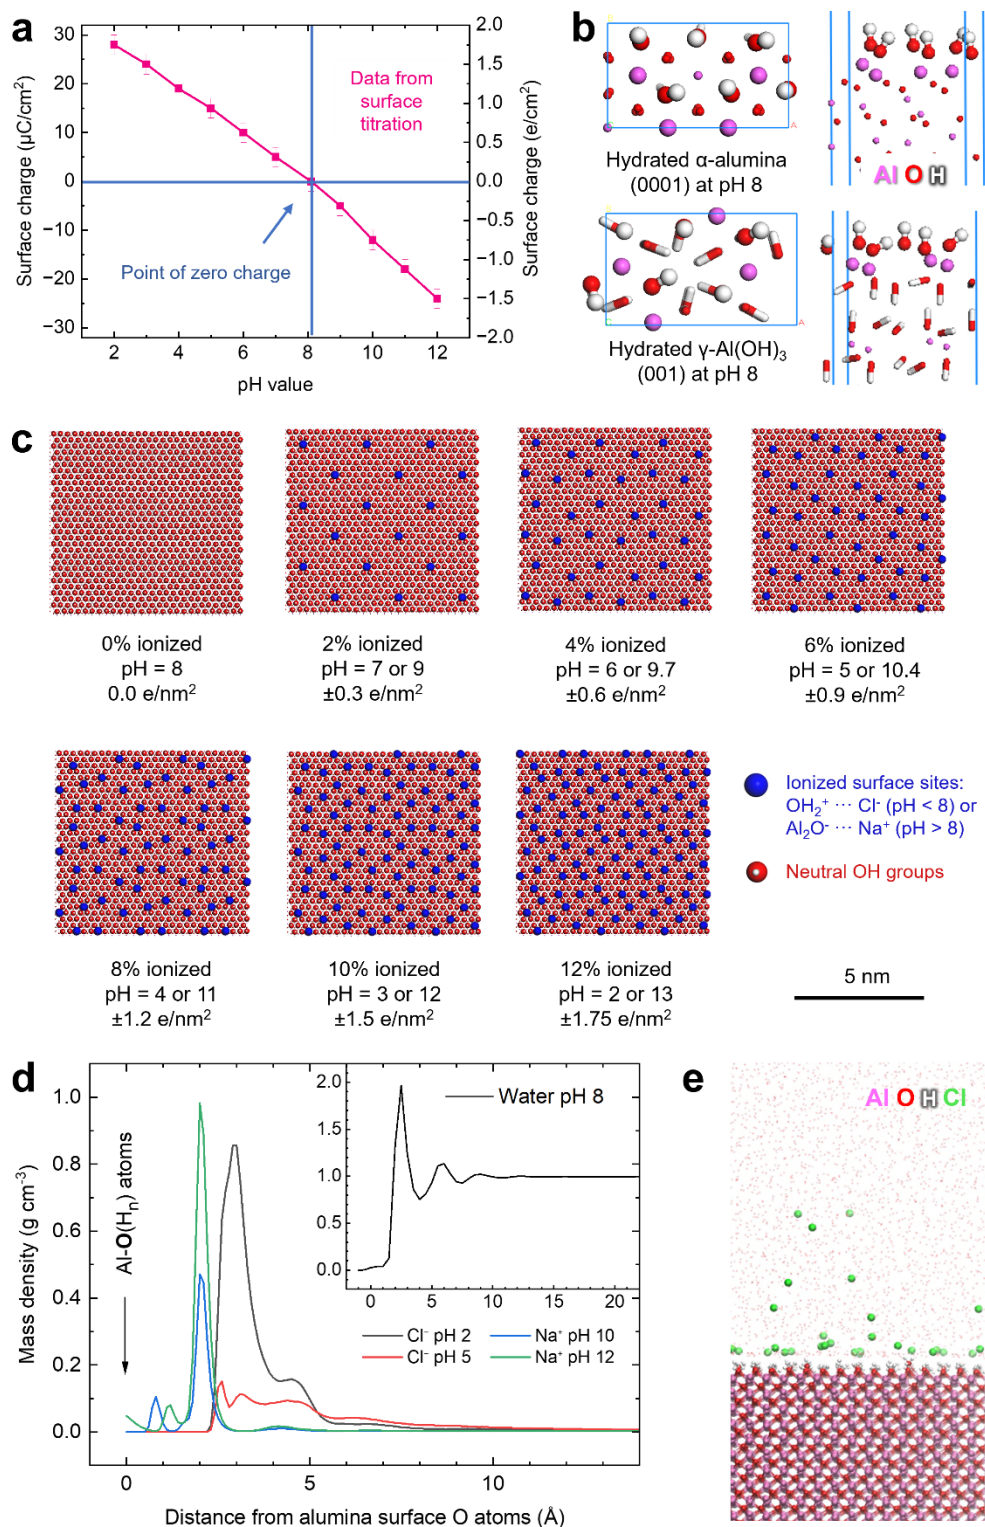 a
Surface charge (µC/cm²)
30
20
10
0
−10
−20
−30
2.0
1.5
1.0
0.5
0.0
−0.5
−1.0
−1.5
−2.0
Surface charge (e/cm²)
Data from
surface
titration
Point of zero charge
2
4
6
8
10
12
pH value
b
B
C
A
Hydrated α-alumina
(0001) at pH 8
Al O H
B
C
A
Hydrated γ-Al(OH)₃
(001) at pH 8
c
0% ionized
pH = 8
0.0 e/nm²
2% ionized
pH = 7 or 9
±0.3 e/nm²
4% ionized
pH = 6 or 9.7
±0.6 e/nm²
6% ionized
pH = 5 or 10.4
±0.9 e/nm²
8% ionized
pH = 4 or 11
±1.2 e/nm²
10% ionized
pH = 3 or 12
±1.5 e/nm²
12% ionized
pH = 2 or 13
±1.75 e/nm²
Ionized surface sites:
OH₂⁺ ··· Cl⁻ (pH < 8) or
Al₂O⁻ ··· Na⁺ (pH > 8)
Neutral OH groups
5 nm
d
Mass density (g cm⁻³)
1.0
0.8
0.6
0.4
0.2
0.0
Al-O(Hₙ) atoms
2.0
1.5
1.0
0.5
0.0
Water pH 8
0
5
10
15
20
Cl⁻ pH 2
Na⁺ pH 10
Cl⁻ pH 5
Na⁺ pH 12
0
5
10
Distance from alumina surface O atoms (Å)
e
Al O H Cl